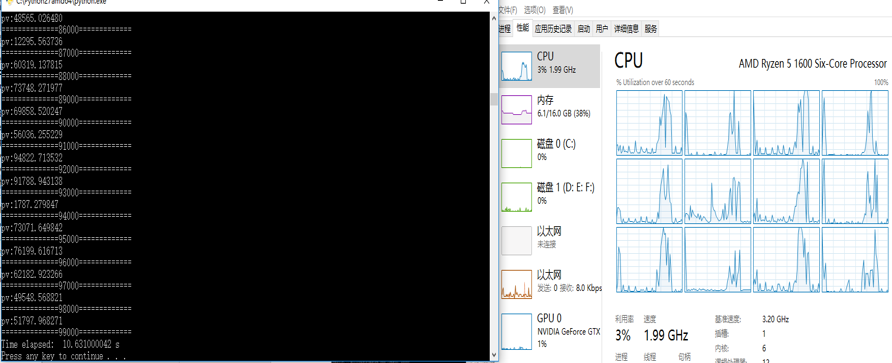 C:\Python27amd64\python.exe
pv:48565.026480
=============86000=============
pv:12295.563736
=============87000=============
pv:60319.137815
=============88000=============
pv:73748.271977
=============89000=============
pv:69858.520247
=============90000=============
pv:56036.255229
=============91000=============
pv:94822.713532
=============92000=============
pv:91788.943138
=============93000=============
pv:1787.279847
=============94000=============
pv:73071.649842
=============95000=============
pv:76199.616713
=============96000=============
pv:62182.923266
=============97000=============
pv:49548.568821
=============98000=============
pv:51797.968271
=============99000=============
Time elapsed: 10.631000042 s
Press any key to continue . . .
文件(F) 选项(O) 查看(V)
进程 性能 应用历史记录 启动 用户 详细信息 服务
CPU
3% 1.99 GHz
内存
6.1/16.0 GB (38%)
磁盘 0 (C:)
0%
磁盘 1 (D: E: F:)
0%
以太网
未连接
以太网
发送: 0 接收: 8.0 Kbps
GPU 0
NVIDIA GeForce GTX
1%
CPU
AMD Ryzen 5 1600 Six-Core Processor
% Utilization over 60 seconds
100%
利用率 速度
3% 1.99 GHz
进程 线程 句柄
基准速度: 3.20 GHz
插槽: 1
内核: 6
逻辑处理器: 12